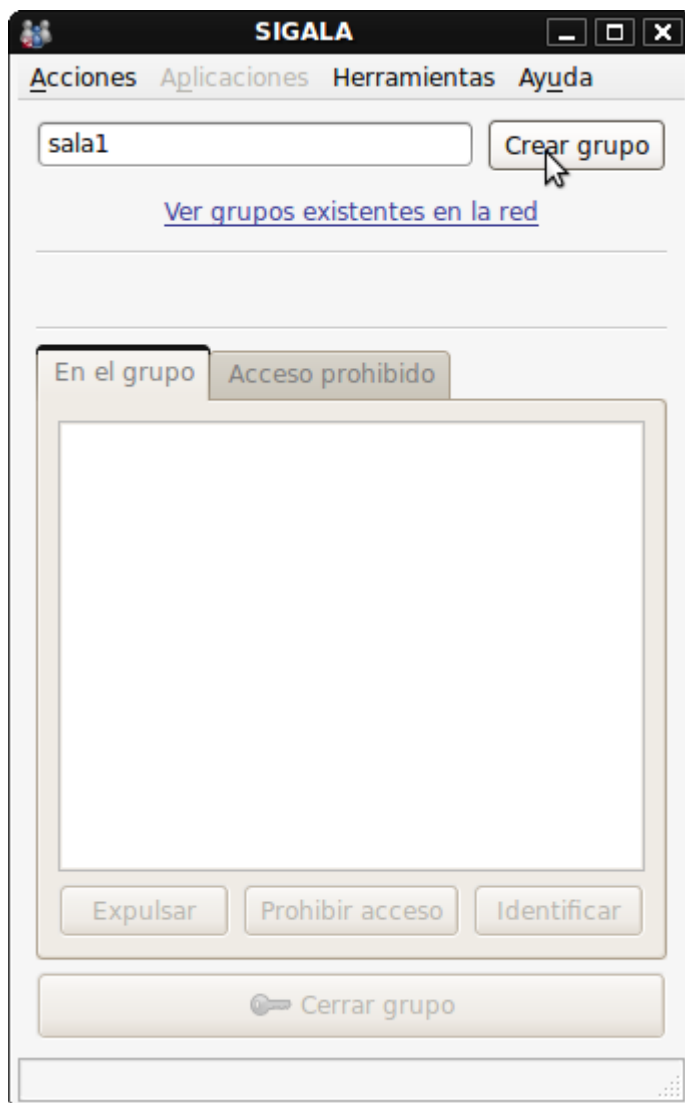 SIGALA
Acciones Aplicaciones Herramientas Ayuda
sala1 Crear grupo
Ver grupos existentes en la red
En el grupo Acceso prohibido
Expulsar Prohibir acceso Identificar
Cerrar grupo